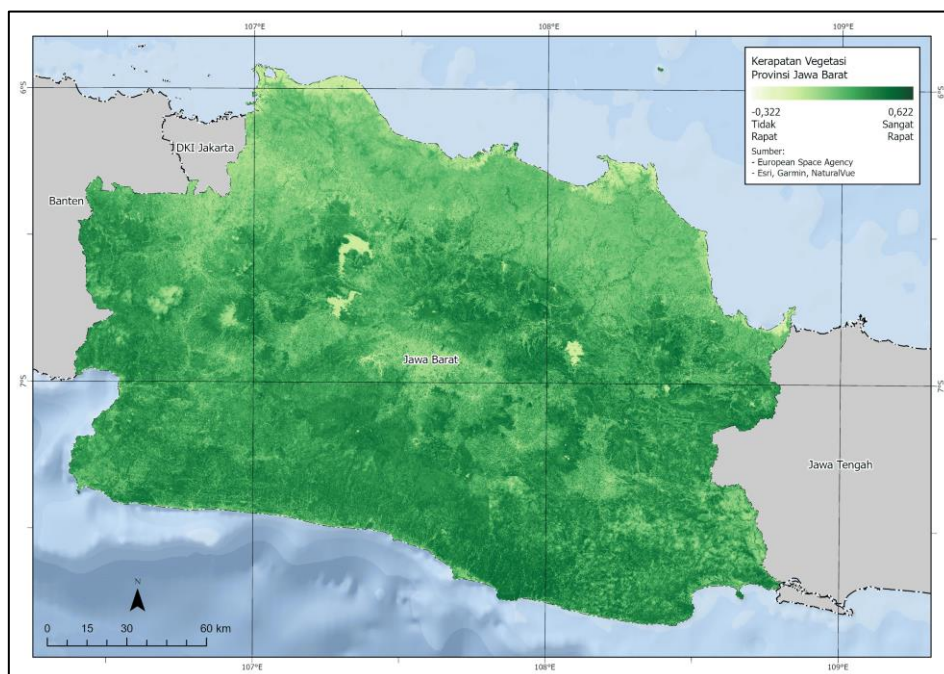 107°E
108°E
109°E
Kerapatan Vegetasi
Provinsi Jawa Barat
-0,322
0,622
Tidak
Sangat
Rapat
Rapat
Sumber:
- European Space Agency
- Esri, Garmin, NaturalVue
6°S
6°S
DKI Jakarta
Banten
Jawa Barat
7°S
7°S
Jawa Tengah
N
0 15 30 60 km
107°E
108°E
109°E